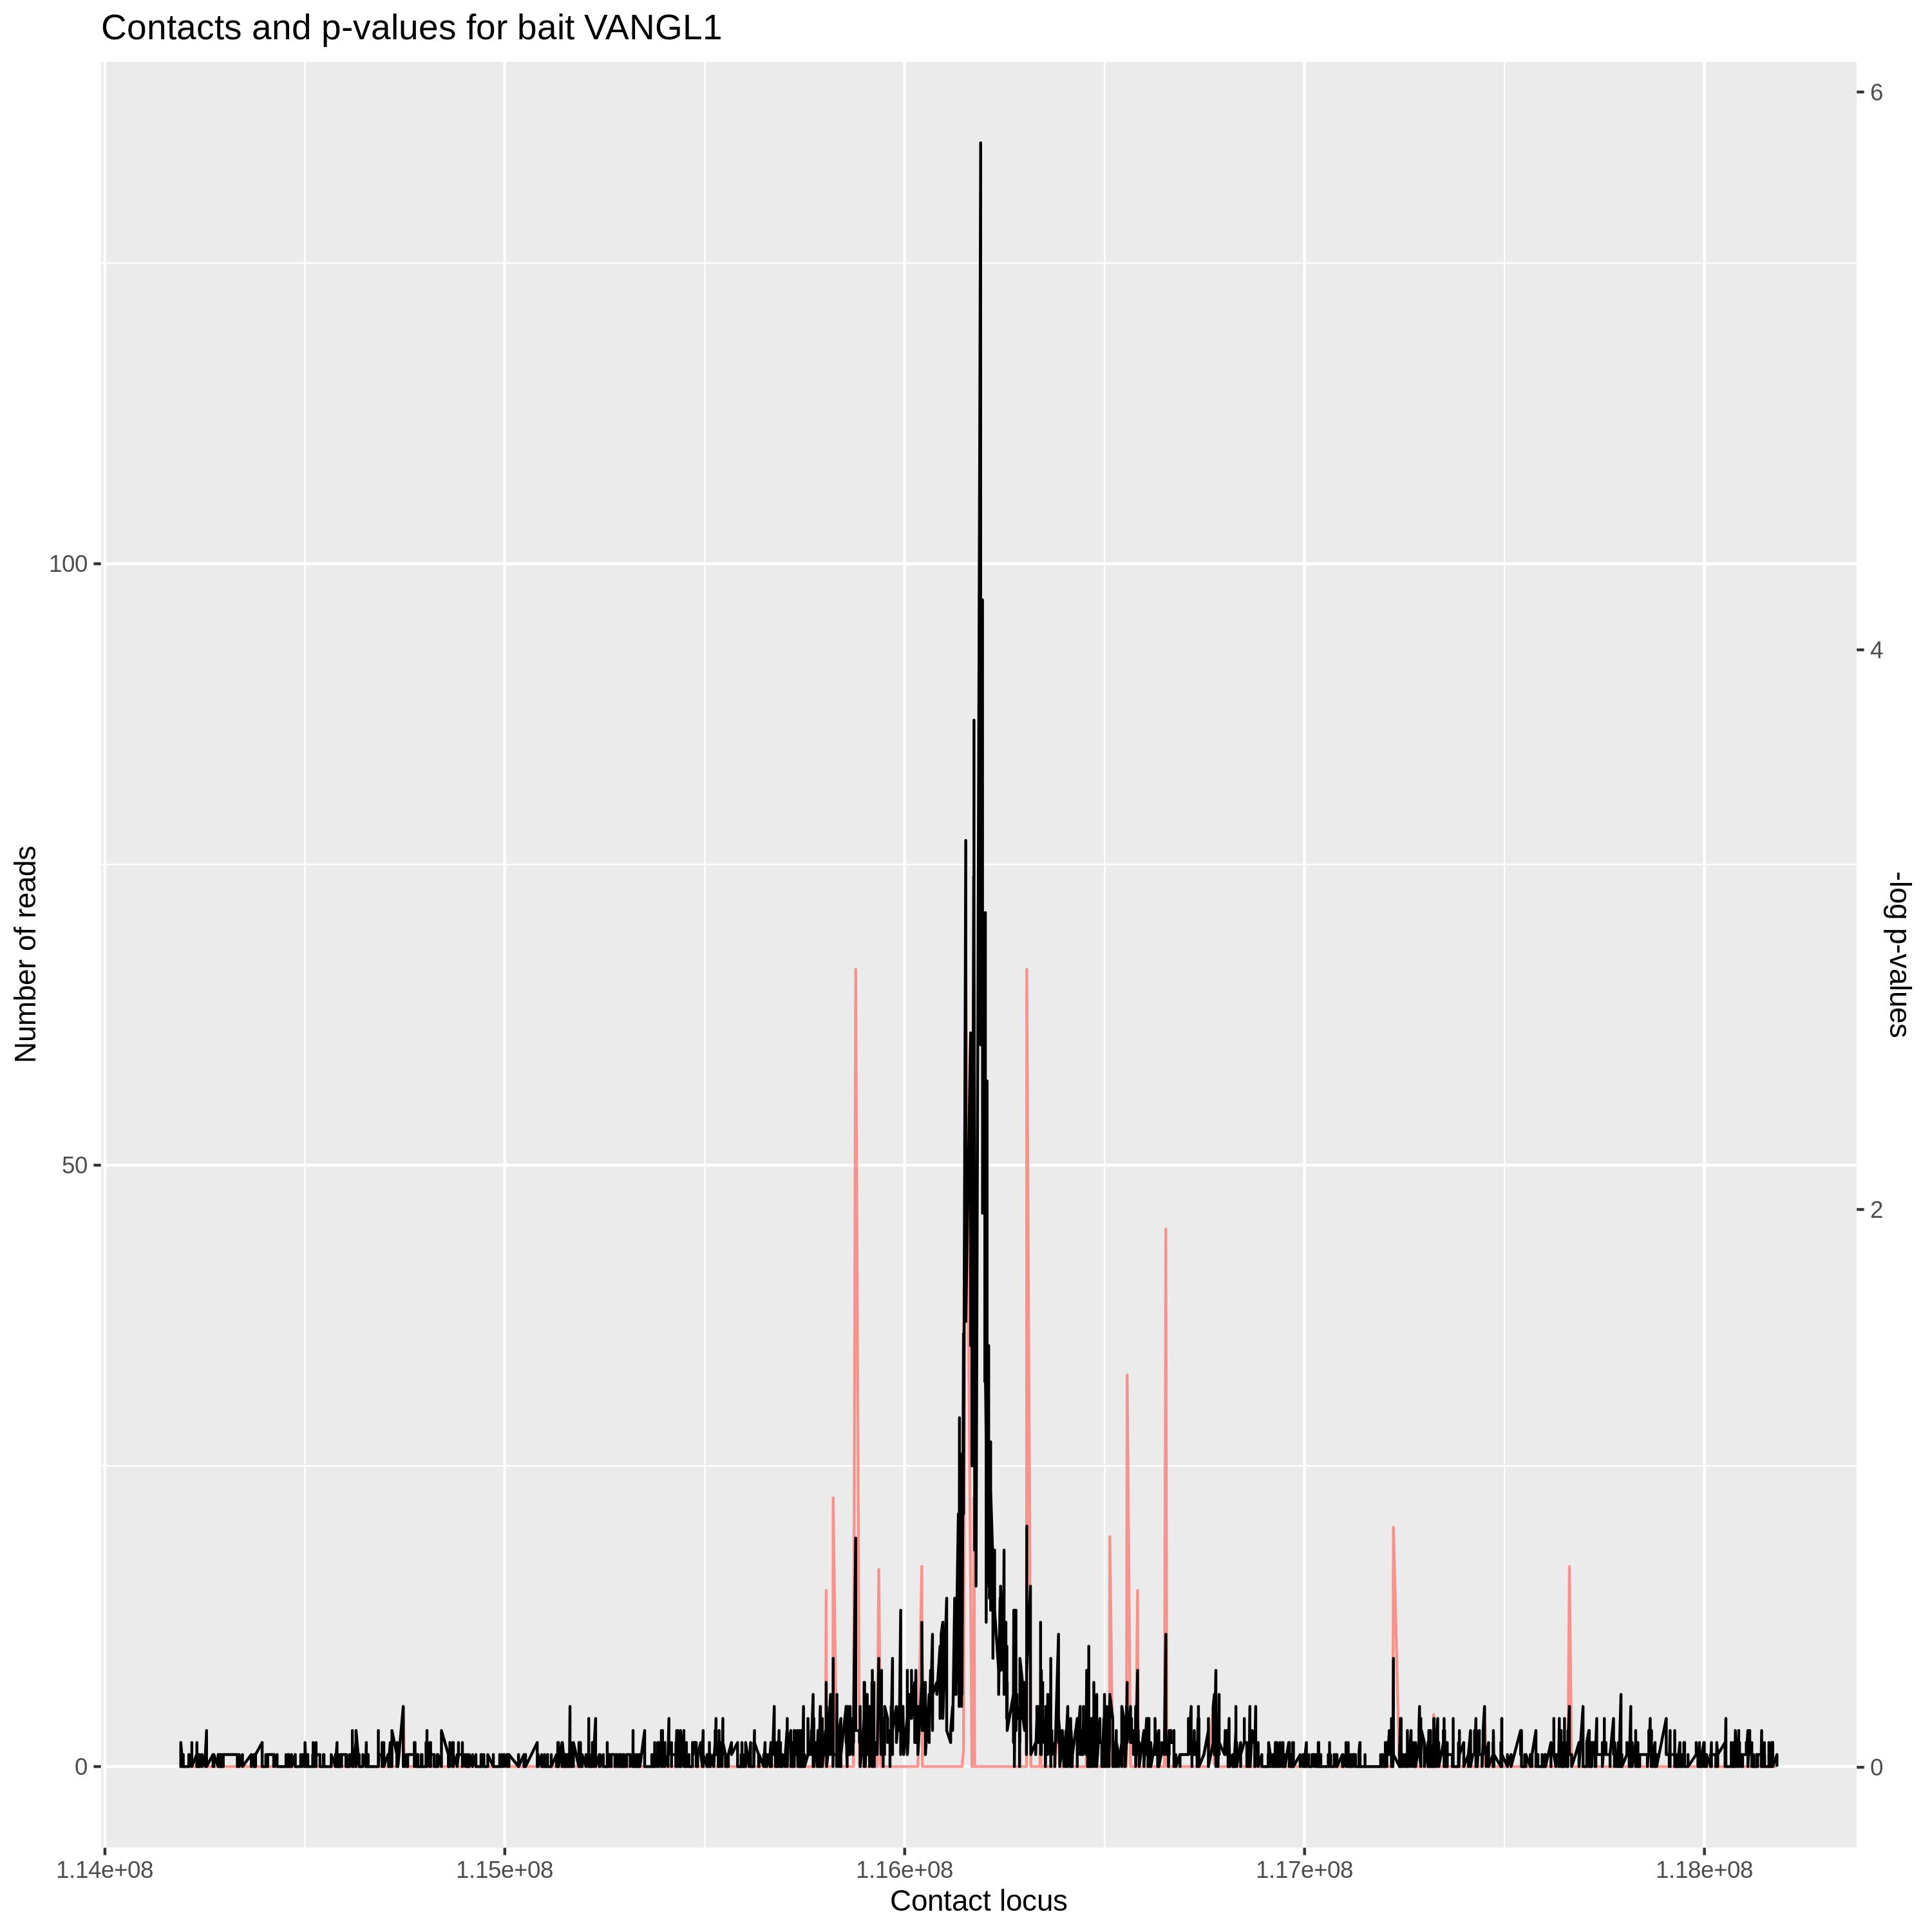 Contacts and p-values for bait VANGL1
Number of reads
100
50
0
6
4
2
0
-log p-values
1.14e+08
1.15e+08
1.16e+08
1.17e+08
1.18e+08
Contact locus